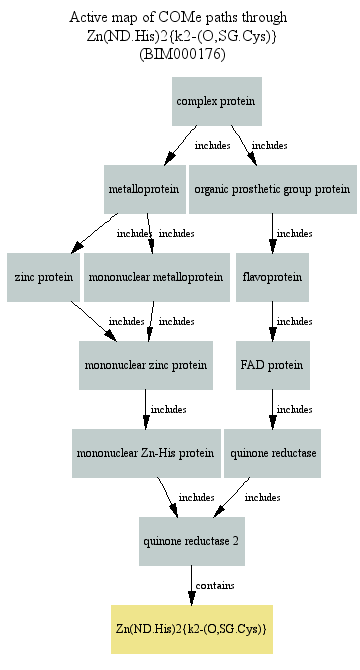 Active map of COMe paths through
Zn(ND.His)2{k2-(O,SG.Cys)}
(BIM000176)
complex protein
includes
includes
metalloprotein
organic prosthetic group protein
includes
includes
includes
zinc protein
mononuclear metalloprotein
flavoprotein
includes
includes
includes
mononuclear zinc protein
FAD protein
includes
includes
mononuclear Zn-His protein
quinone reductase
includes
includes
quinone reductase 2
contains
Zn(ND.His)2{k2-(O,SG.Cys)}